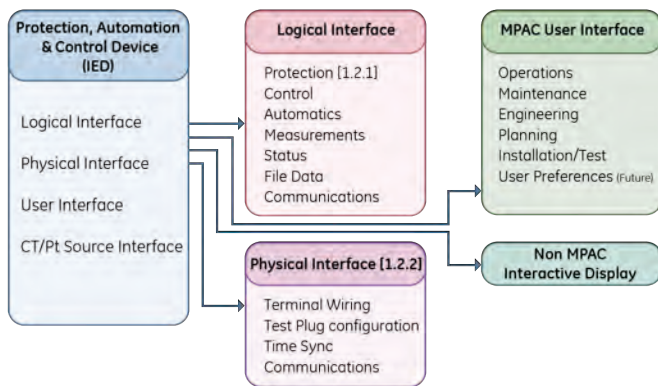 Protection, Automation
& Control Device
(IED)
Logical Interface
Physical Interface
User Interface
CT/Pt Source Interface
Logical Interface
Protection [1.2.1]
Control
Automatics
Measurements
Status
File Data
Communications
Physical Interface [1.2.2]
Terminal Wiring
Test Plug configuration
Time Sync
Communications
MPAC User Interface
Operations
Maintenance
Engineering
Planning
Installation/Test
User Preferences (Future)
Non MPAC
Interactive Display